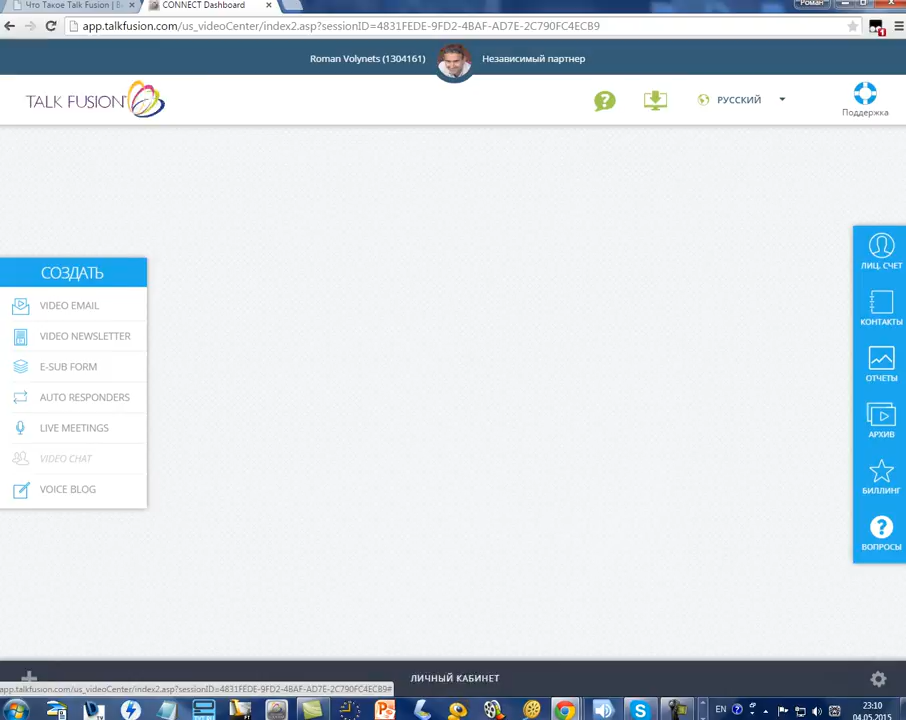 Что Такое Talk Fusion | В
CONNECT Dashboard
Роман
app.talkfusion.com/us_videoCenter/index2.asp?sessionID=4831FEDE-9FD2-4BAF-AD7E-2C790FC4ECB9
1
Roman Volynets (1304161)
Независимый партнер
TALK FUSION
РУССКИЙ
Поддержка
СОЗДАТЬ
VIDEO EMAIL
VIDEO NEWSLETTER
E-SUB FORM
AUTO RESPONDERS
LIVE MEETINGS
VIDEO CHAT
VOICE BLOG
ЛИЦ. СЧЕТ
КОНТАКТЫ
ОТЧЕТЫ
АРХИВ
БИЛЛИНГ
ВОПРОСЫ
ЛИЧНЫЙ КАБИНЕТ
app.talkfusion.com/us_videoCenter/index2.asp?sessionID=4831FEDE-9FD2-4BAF-AD7E-2C790FC4ECB9#
EN
23:10
04.05.2015